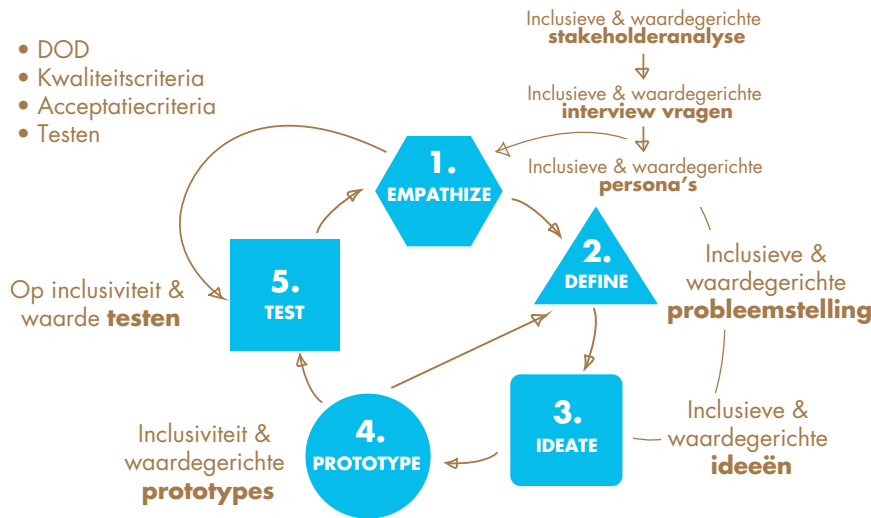 • DOD
• Kwaliteitscriteria
• Acceptatiecriteria
• Testen
Inclusieve & waardegerichte
stakeholderanalyse
Inclusieve & waardegerichte
interview vragen
Inclusieve & waardegerichte
persona's
1.
EMPATHIZE
2.
DEFINE
Inclusieve &
waardegerichte
probleemstelling
3.
IDEATE
Inclusieve &
waardegerichte
ideeën
4.
PROTOTYPE
Inclusiviteit &
waardegerichte
prototypes
5.
TEST
Op inclusiviteit &
waarde testen